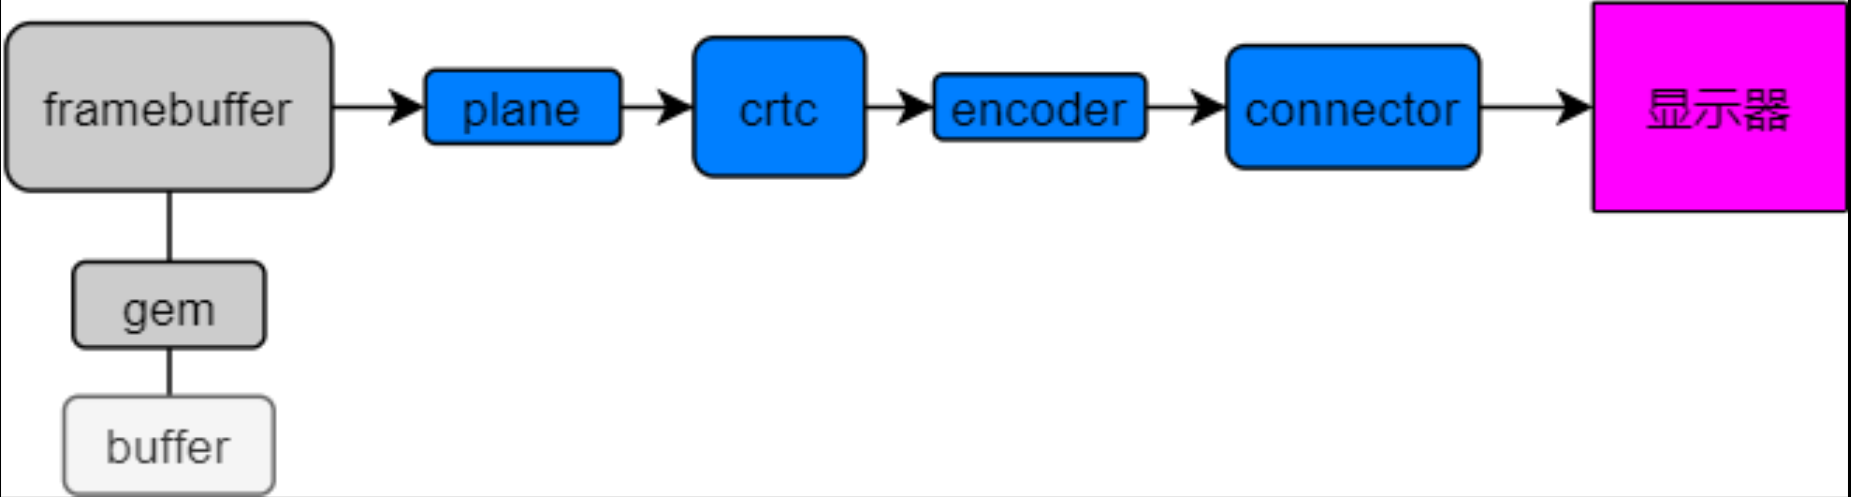 framebuffer
plane
crtc
encoder
connector
显示器
gem
buffer